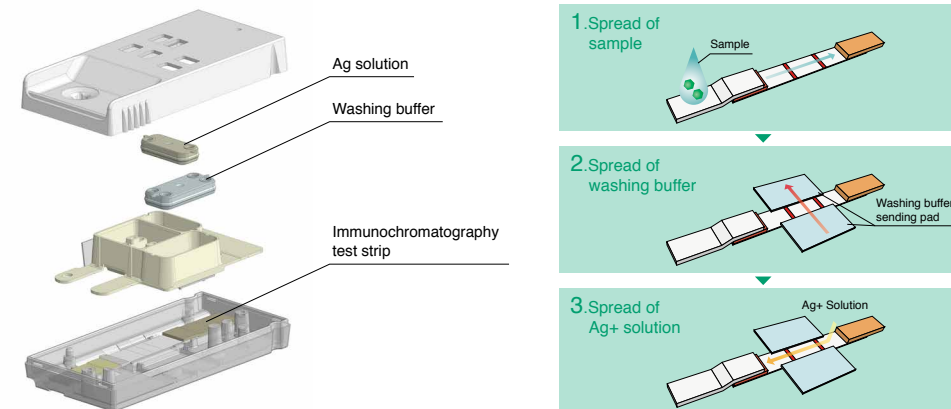 Ag solution
Washing buffer
Immunochromatography
test strip
1.Spread of
sample
Sample
2.Spread of
washing buffer
Washing buffer
sending pad
3.Spread of
Ag+ solution
Ag+ Solution